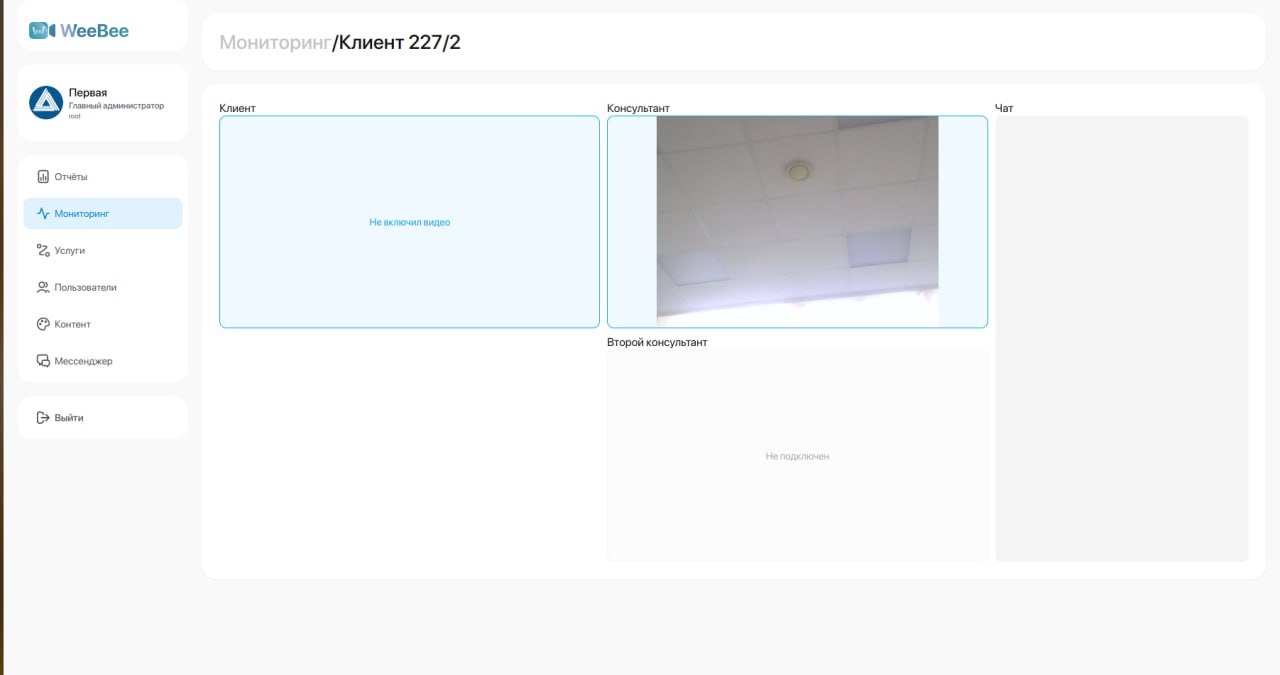 WeeBee
Первая
Главный администратор
root
Отчёты
Мониторинг
Услуги
Пользователи
Контент
Мессенджер
Выйти
Мониторинг/Клиент 227/2
Клиент
Не включил видео
Консультант
Второй консультант
Не подключен
Чат